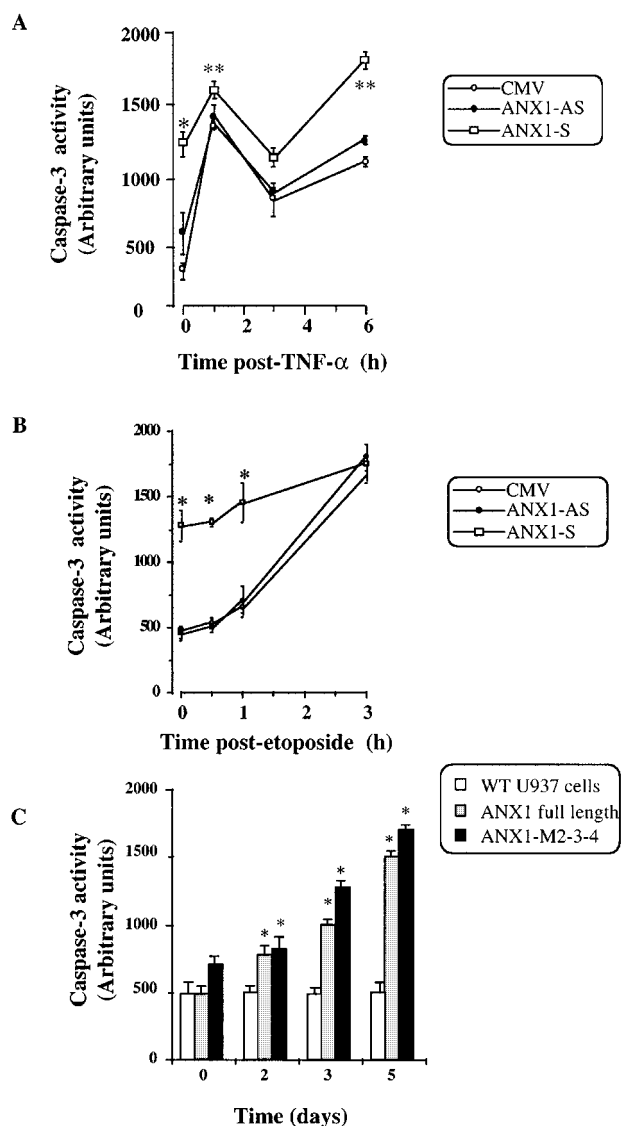 A
Caspase-3 activity
(Arbitrary units)
2000
1500
1000
500
0
*
**
**
0 2 4 6
Time post-TNF-α (h)
CMV
ANX1-AS
ANX1-S
B
Caspase-3 activity
(Arbitrary units)
2000
1500
1000
500
0
* * *
0 1 2 3
Time post-etoposide (h)
CMV
ANX1-AS
ANX1-S
C
Caspase-3 activity
(Arbitrary units)
2000
1500
1000
500
0
* *
* *
* *
0 2 3 5
Time (days)
WT U937 cells
ANX1 full length
ANX1-M2-3-4